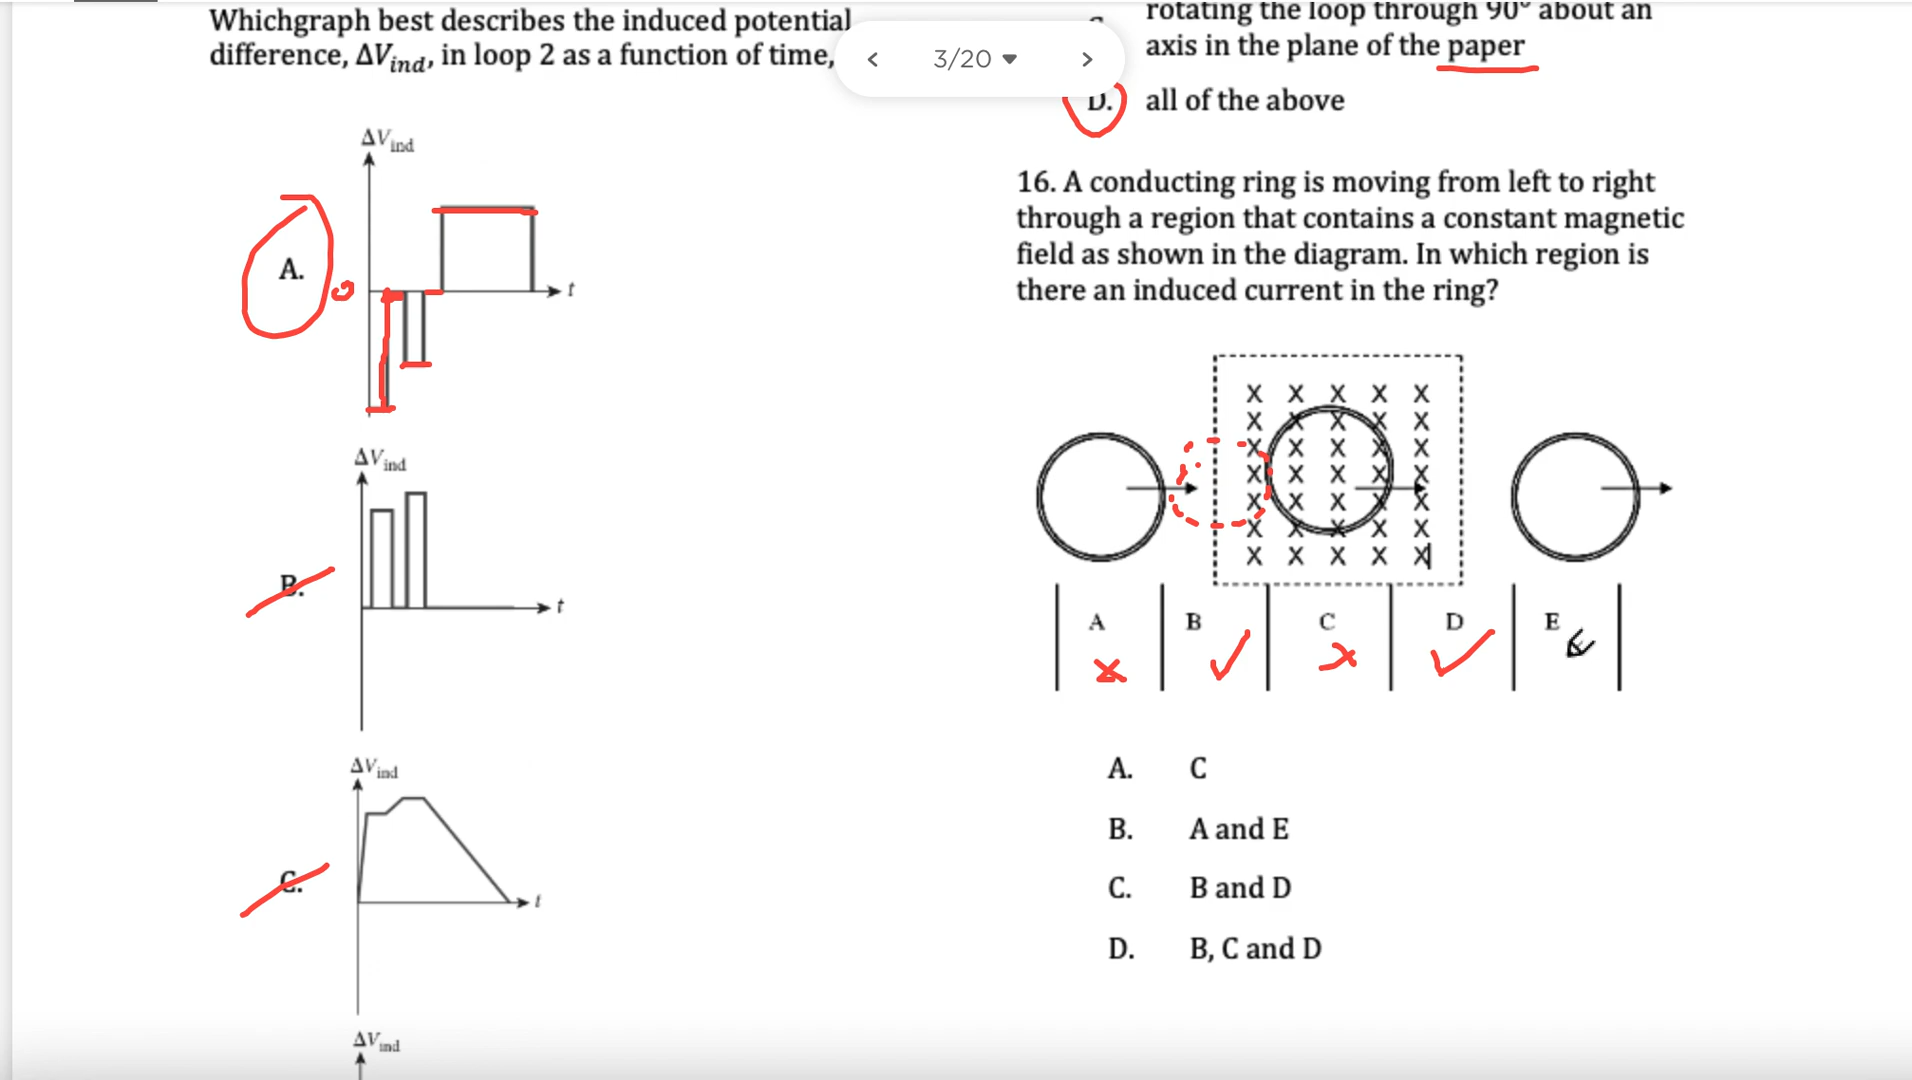 Whichgraph best describes the induced potential
difference, ΔVind, in loop 2 as a function of time,
ΔVind
A.
t
ΔVind
B.
t
ΔVind
C.
t
ΔVind
3/20
rotating the loop through 90° about an
axis in the plane of the paper
D. all of the above
16. A conducting ring is moving from left to right
through a region that contains a constant magnetic
field as shown in the diagram. In which region is
there an induced current in the ring?
X X X X X
X X X X X
X X X X X
X X X X X
X X X X X
X X X X X
X X X X X
A B C D E
A. C
B. A and E
C. B and D
D. B, C and D